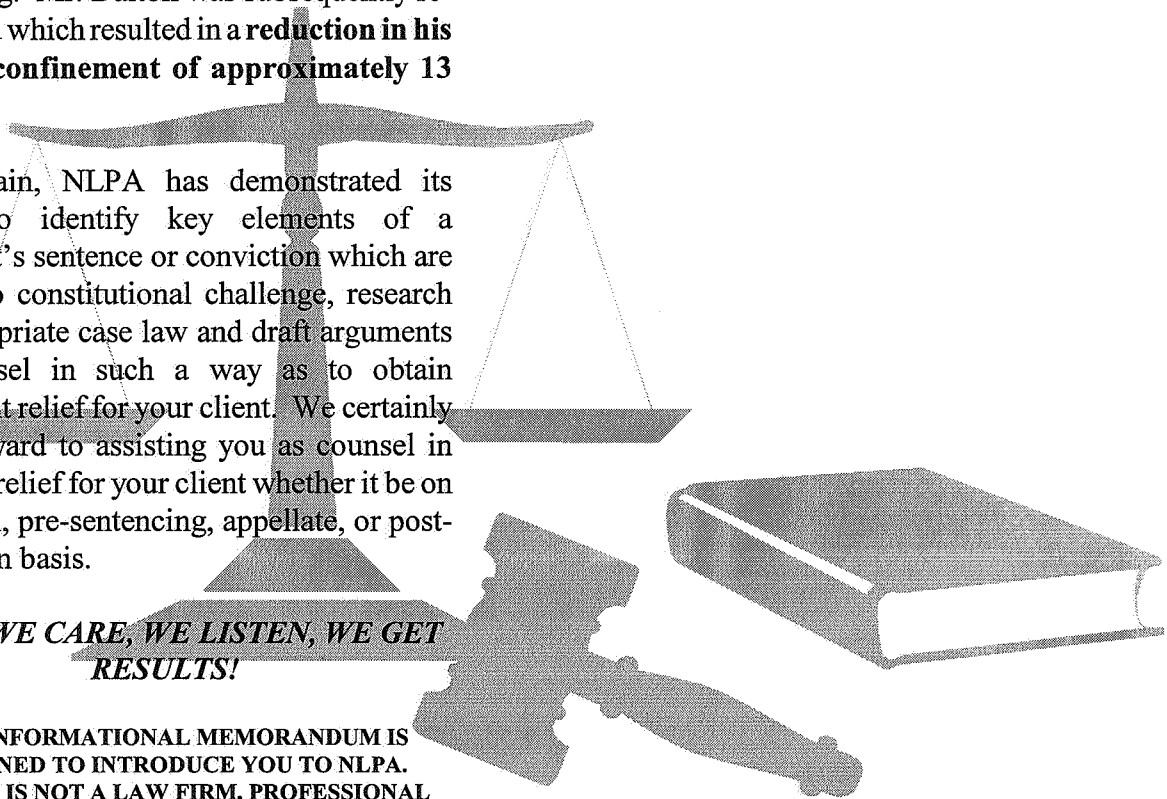 which resulted in a reduction in his
confinement of approximately 13
NLPA has demonstrated its
identify key elements of a
's sentence or conviction which are
constitutional challenge, research
case law and draft arguments
in such a way as to obtain
relief for your client. We certainly
to assisting you as counsel in
relief for your client whether it be on
, pre-sentencing, appellate, or post-
basis.
WE CARE, WE LISTEN, WE GET
RESULTS!
INFORMATIONAL MEMORANDUM IS
TO INTRODUCE YOU TO NLPA.
IS NOT A LAW FIRM, PROFESSIONAL